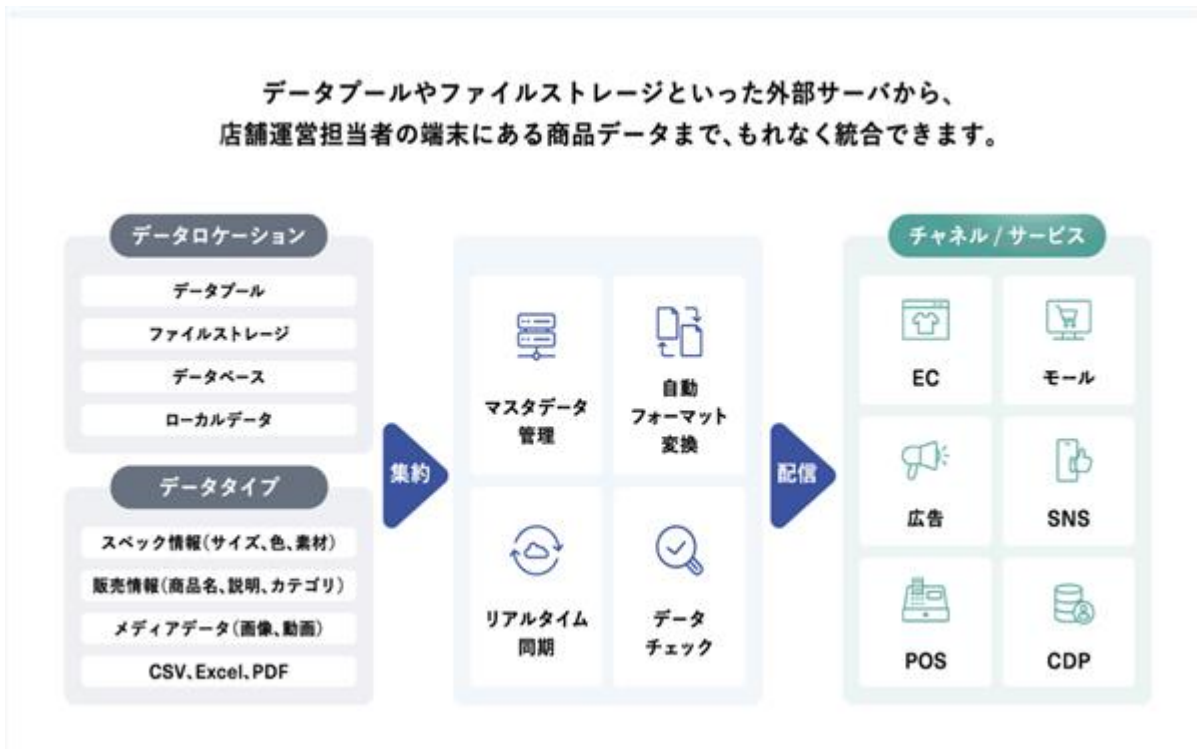 データプールやファイルストレージといった外部サーバから、
店舗運営担当者の端末にある商品データまで、もれなく統合できます。
データロケーション
データプール
ファイルストレージ
データベース
ローカルデータ
データタイプ
スペック情報(サイズ、色、素材)
販売情報(商品名、説明、カテゴリ)
メディアデータ(画像、動画)
CSV、Excel、PDF
集約
マスタデータ
管理
自動
フォーマット
変換
リアルタイム
同期
データ
チェック
配信
チャネル / サービス
EC
モール
広告
SNS
POS
CDP